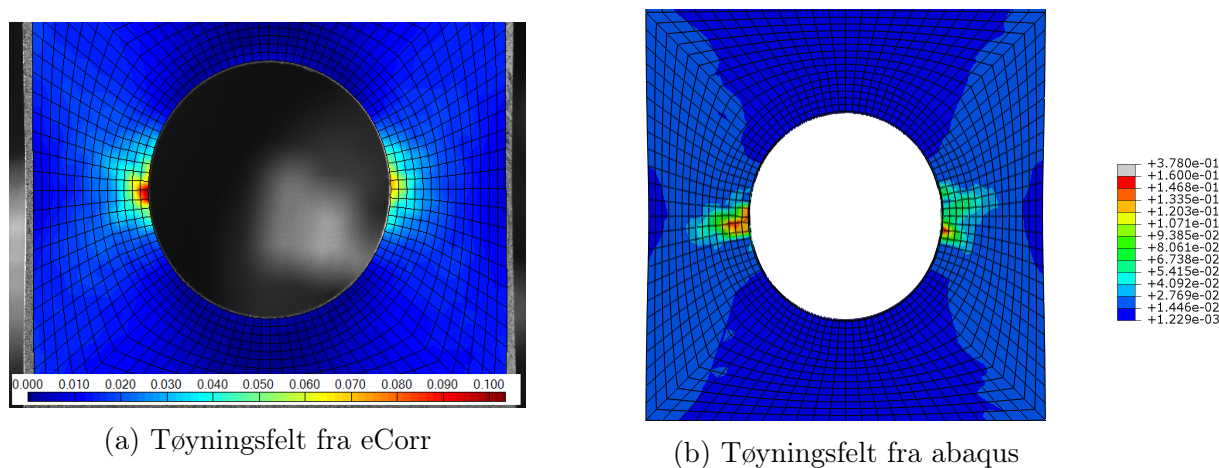 0.000 0.010 0.020 0.030 0.040 0.050 0.060 0.070 0.080 0.090 0.100
(a) Tøyningsfelt fra eCorr
+3.780e-01
+1.600e-01
+1.468e-01
+1.335e-01
+1.203e-01
+1.071e-01
+9.385e-02
+8.061e-02
+6.738e-02
+5.415e-02
+4.092e-02
+2.769e-02
+1.446e-02
+1.229e-03
(b) Tøyningsfelt fra abaqus